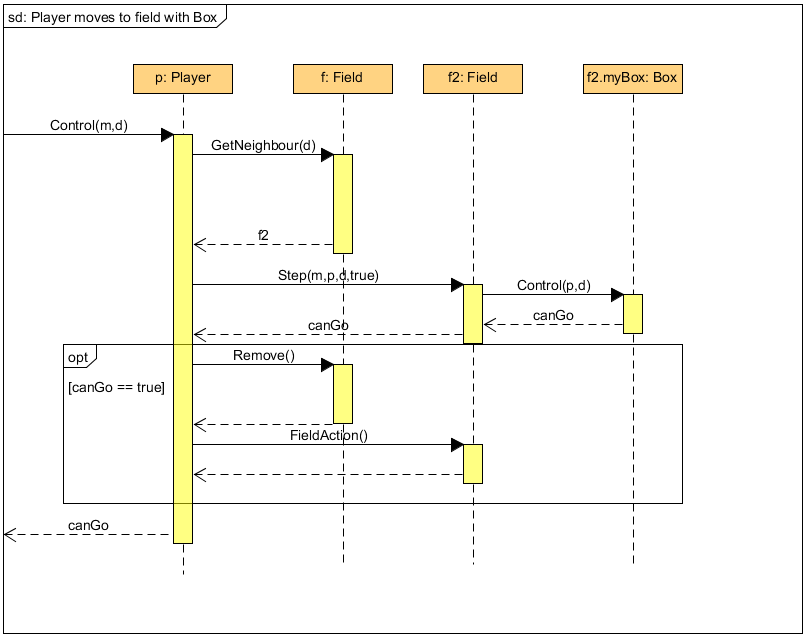 sd: Player moves to field with Box
p: Player
f: Field
f2: Field
f2.myBox: Box
Control(m,d)
GetNeighbour(d)
f2
Step(m,p,d,true)
Control(p,d)
canGo
canGo
opt
Remove()
[canGo == true]
FieldAction()
canGo